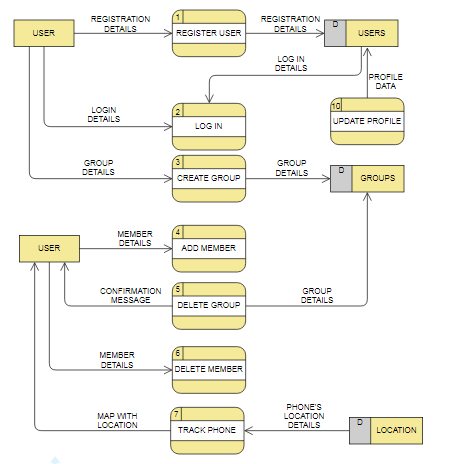 REGISTRATION
DETAILS
1
REGISTRATION
DETAILS
USER
REGISTER USER
D
USERS
LOG IN
DETAILS
PROFILE
DATA
LOGIN
DETAILS
2
LOG IN
10
UPDATE PROFILE
GROUP
DETAILS
3
CREATE GROUP
GROUP
DETAILS
D
GROUPS
MEMBER
DETAILS
4
USER
ADD MEMBER
CONFIRMATION
MESSAGE
5
DELETE GROUP
GROUP
DETAILS
MEMBER
DETAILS
6
DELETE MEMBER
MAP WITH
LOCATION
7
TRACK PHONE
PHONE'S
LOCATION
DETAILS
D
LOCATION